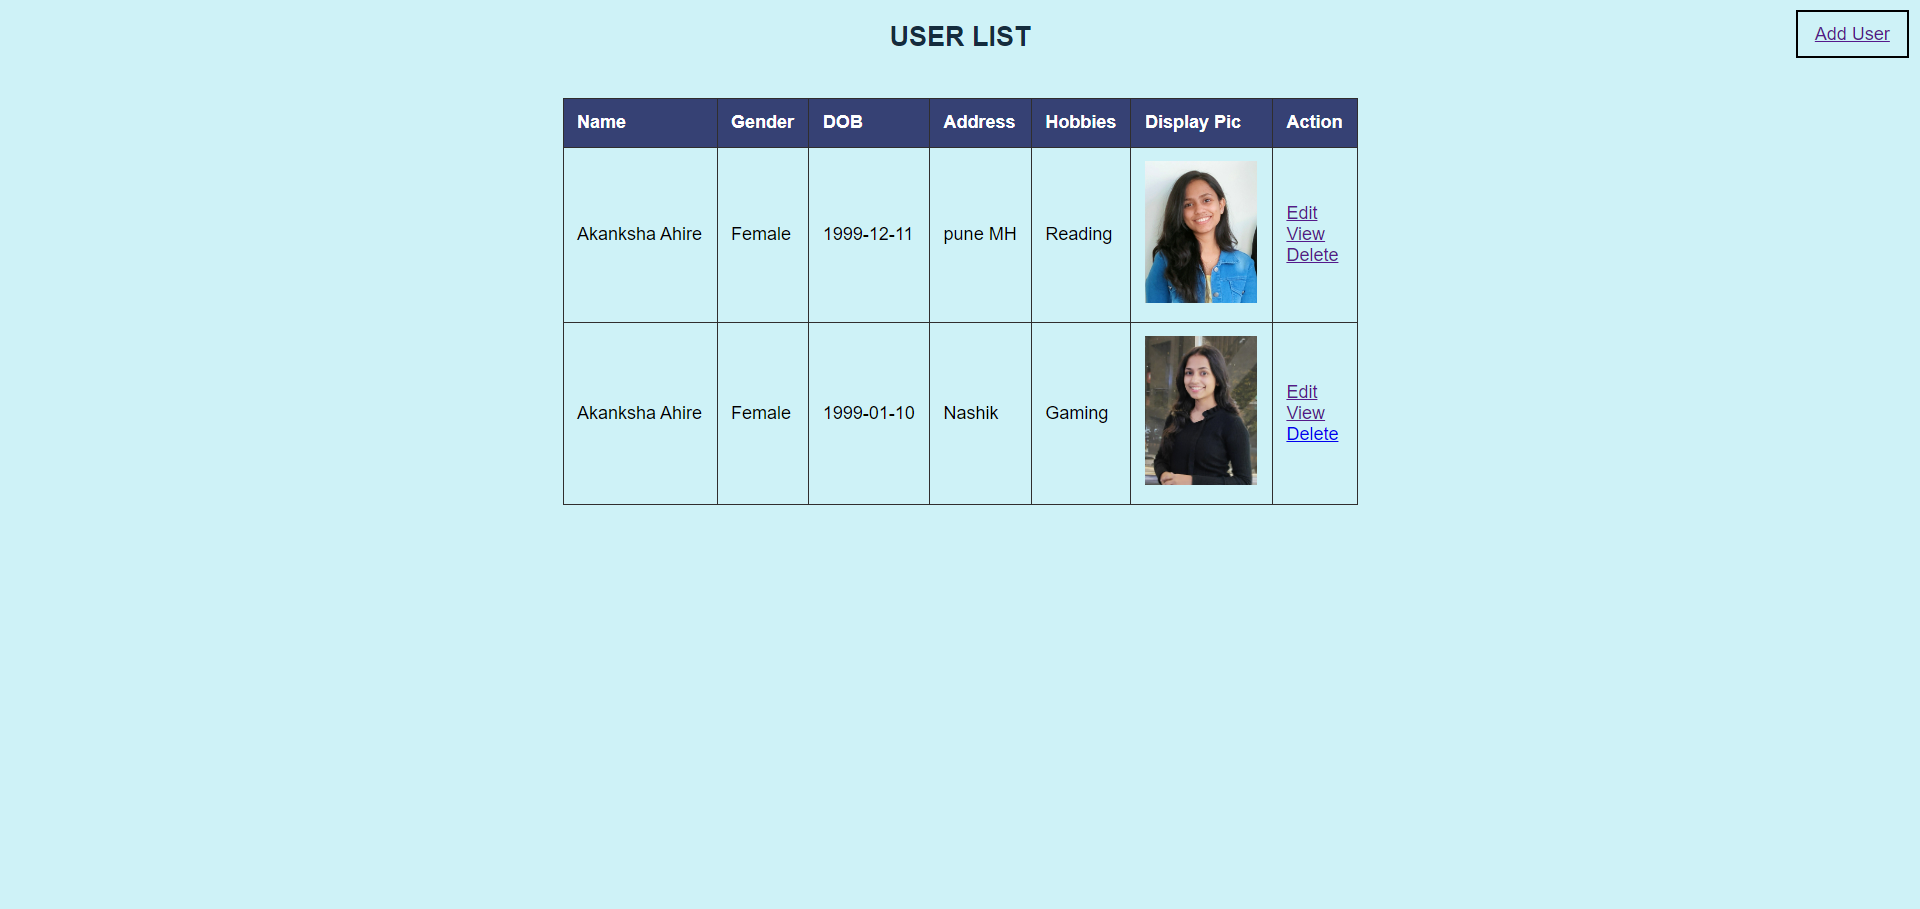 USER LIST
Add User
Name Gender DOB Address Hobbies Display Pic Action
Akanksha Ahire Female 1999-12-11 pune MH Reading
Edit
View
Delete
Akanksha Ahire Female 1999-01-10 Nashik Gaming
Edit
View
Delete